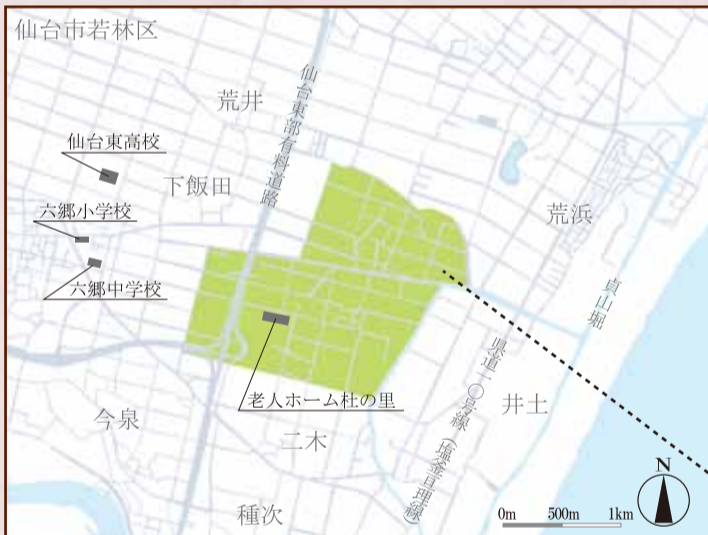 仙台市若林区
荒井
仙台東部有料道路
仙台東高校
下飯田
六郷小学校
荒浜
六郷中学校
貞山堀
老人ホーム杜の里
県道一〇号線（塩釜亘理線）
井土
今泉
二木
種次
N
0m 500m 1km